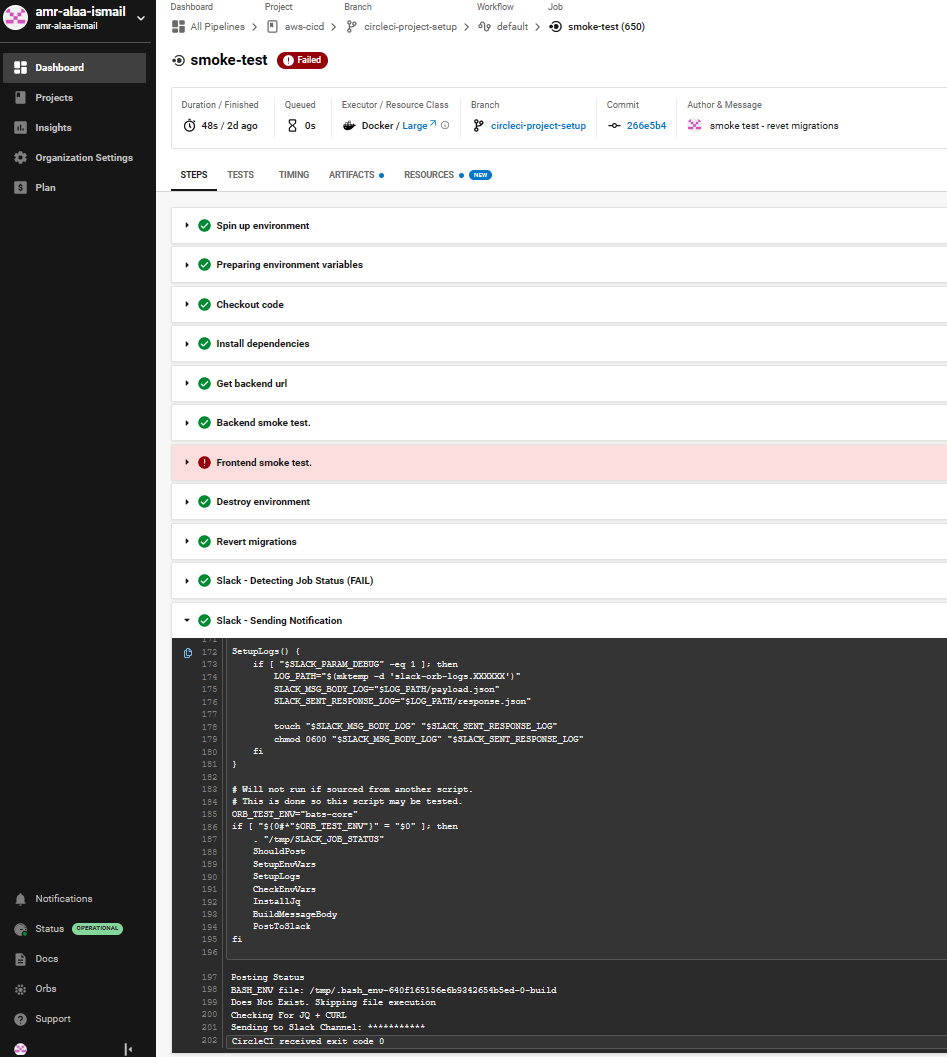 amr-alaa-ismail
amr-alaa-ismail
Dashboard
Projects
Insights
Organization Settings
Plan
Notifications
Status OPERATIONAL
Docs
Orbs
Support
Dashboard Project Branch Workflow Job
All Pipelines aws-cicd circleci-project-setup default smoke-test (650)
smoke-test Failed
Duration / Finished Queued Executor / Resource Class Branch Commit Author & Message
48s / 2d ago 0s Docker / Large circleci-project-setup 266e5b4 smoke test - revet migrations
STEPS TESTS TIMING ARTIFACTS RESOURCES NEW
Spin up environment
Preparing environment variables
Checkout code
Install dependencies
Get backend url
Backend smoke test.
Frontend smoke test.
Destroy environment
Revert migrations
Slack - Detecting Job Status (FAIL)
Slack - Sending Notification
171
172 SetupLogs() {
173 if [ "$SLACK_PARAM_DEBUG" -eq 1 ]; then
174 LOG_PATH="$(mktemp -d 'slack-orb-logs.XXXXXX')"
175 SLACK_MSG_BODY_LOG="$LOG_PATH/payload.json"
176 SLACK_SENT_RESPONSE_LOG="$LOG_PATH/response.json"
177
178 touch "$SLACK_MSG_BODY_LOG" "$SLACK_SENT_RESPONSE_LOG"
179 chmod 0600 "$SLACK_MSG_BODY_LOG" "$SLACK_SENT_RESPONSE_LOG"
180 fi
181 }
182
183 # Will not run if sourced from another script.
184 # This is done so this script may be tested.
185 ORB_TEST_ENV="bats-core"
186 if [ "${0#*"$ORB_TEST_ENV"}" = "$0" ]; then
187 . "/tmp/SLACK_JOB_STATUS"
188 ShouldPost
189 SetupEnvVars
190 SetupLogs
191 CheckEnvVars
192 InstallJq
193 BuildMessageBody
194 PostToSlack
195 fi
196
197 Posting Status
198 BASH_ENV file: /tmp/.bash_env-640f165156e6b9342654b5ed-0-build
199 Does Not Exist. Skipping file execution
200 Checking For JQ + CURL
201 Sending to Slack Channel: ***********
202 CircleCI received exit code 0